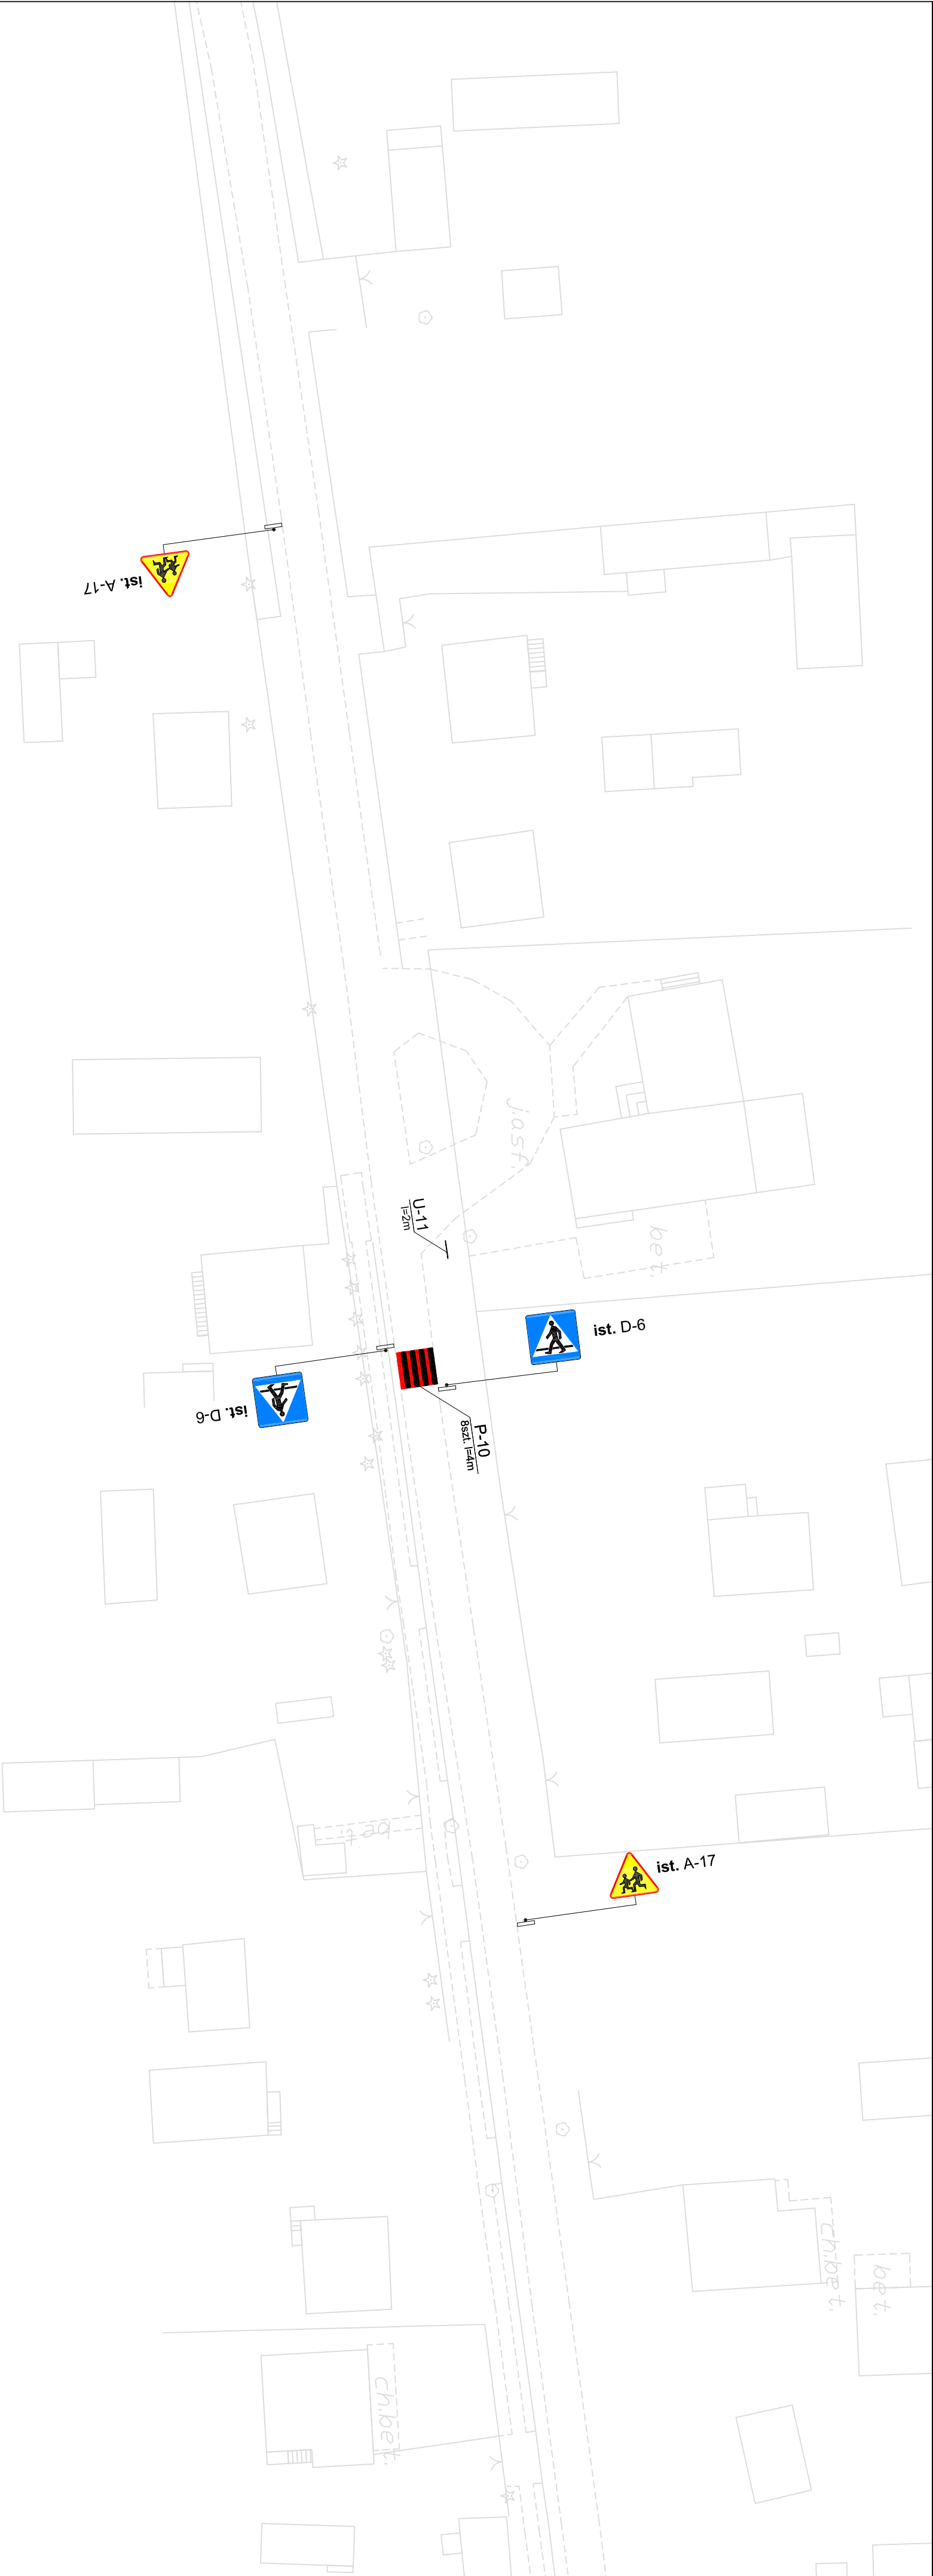 ist. A-17
j.asf.
U-11
l=2m
bet.
ist. D-6
ist. D-6
P-10
8szt. l=4m
bet.
ist. A-17
ch.bet.
bet.
ch.bet.